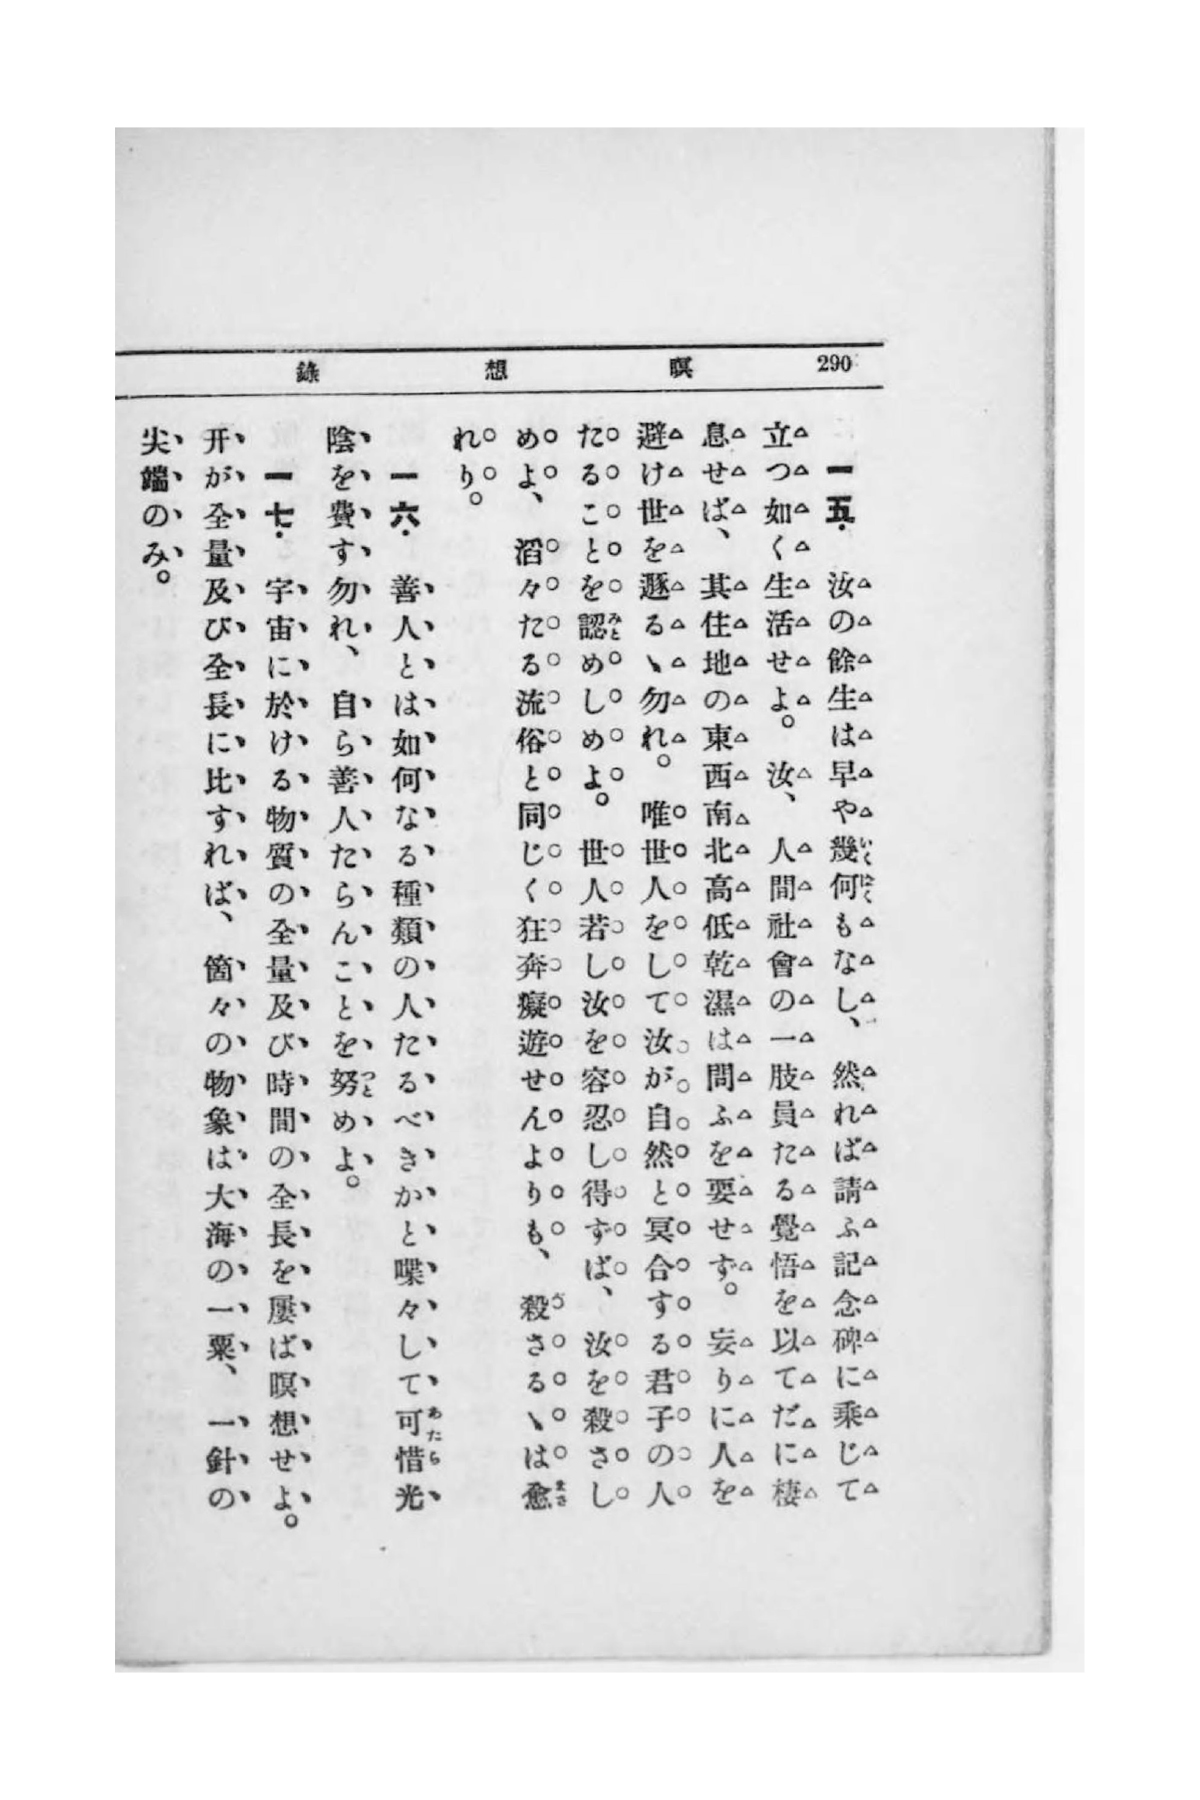 290 瞑想錄
一五. 汝の餘生は早や幾何もなし、然れば請ふ記念碑に乘じて
立つ如く生活せよ。汝、人間社會の一肢員たる覺悟を以てだに棲
息せば、其住地の東西南北高低乾濕は問ふを要せず。妄りに人を
避け世を遯るゝ勿れ。唯世人をして汝が自然と冥合する君子の人
たることを認めしめよ。世人若し汝を容忍し得ずば、汝を殺さし
めよ、滔々たる流俗と同じく狂奔癡遊せんよりも、殺さるゝは愈
れり。
一六. 善人とは如何なる種類の人たるべきかと喋々して可惜光
陰を費す勿れ、自ら善人たらんことを努めよ。
一七. 宇宙に於ける物質の全量及び時間の全長を屢ば瞑想せよ。
开が全量及び全長に比すれば、箇々の物象は大海の一粟、一針の
尖端のみ。